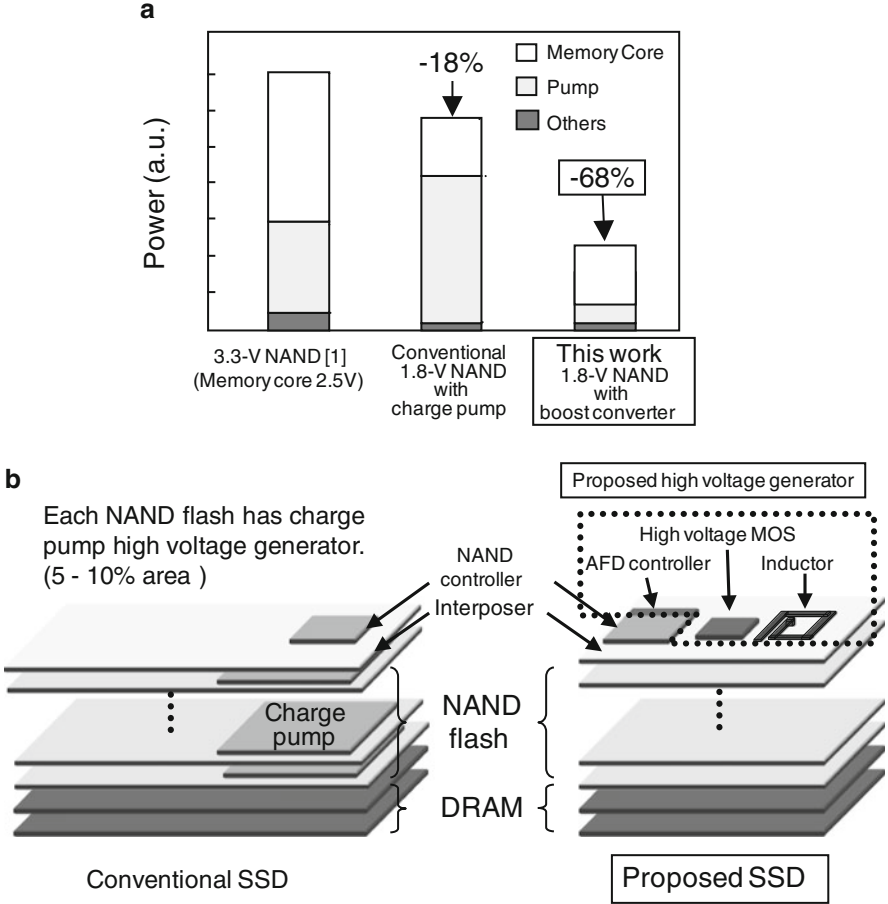 a
-18%
Memory Core
Pump
Others
-68%
Power (a.u.)
3.3-V NAND [1]
(Memory core 2.5V)
Conventional
1.8-V NAND
with
charge pump
This work
1.8-V NAND
with
boost converter
b
Proposed high voltage generator
Each NAND flash has charge
pump high voltage generator.
(5 - 10% area )
NAND
controller
Interposer
High voltage MOS
AFD controller
Inductor
Charge
pump
NAND
flash
DRAM
Conventional SSD
Proposed SSD